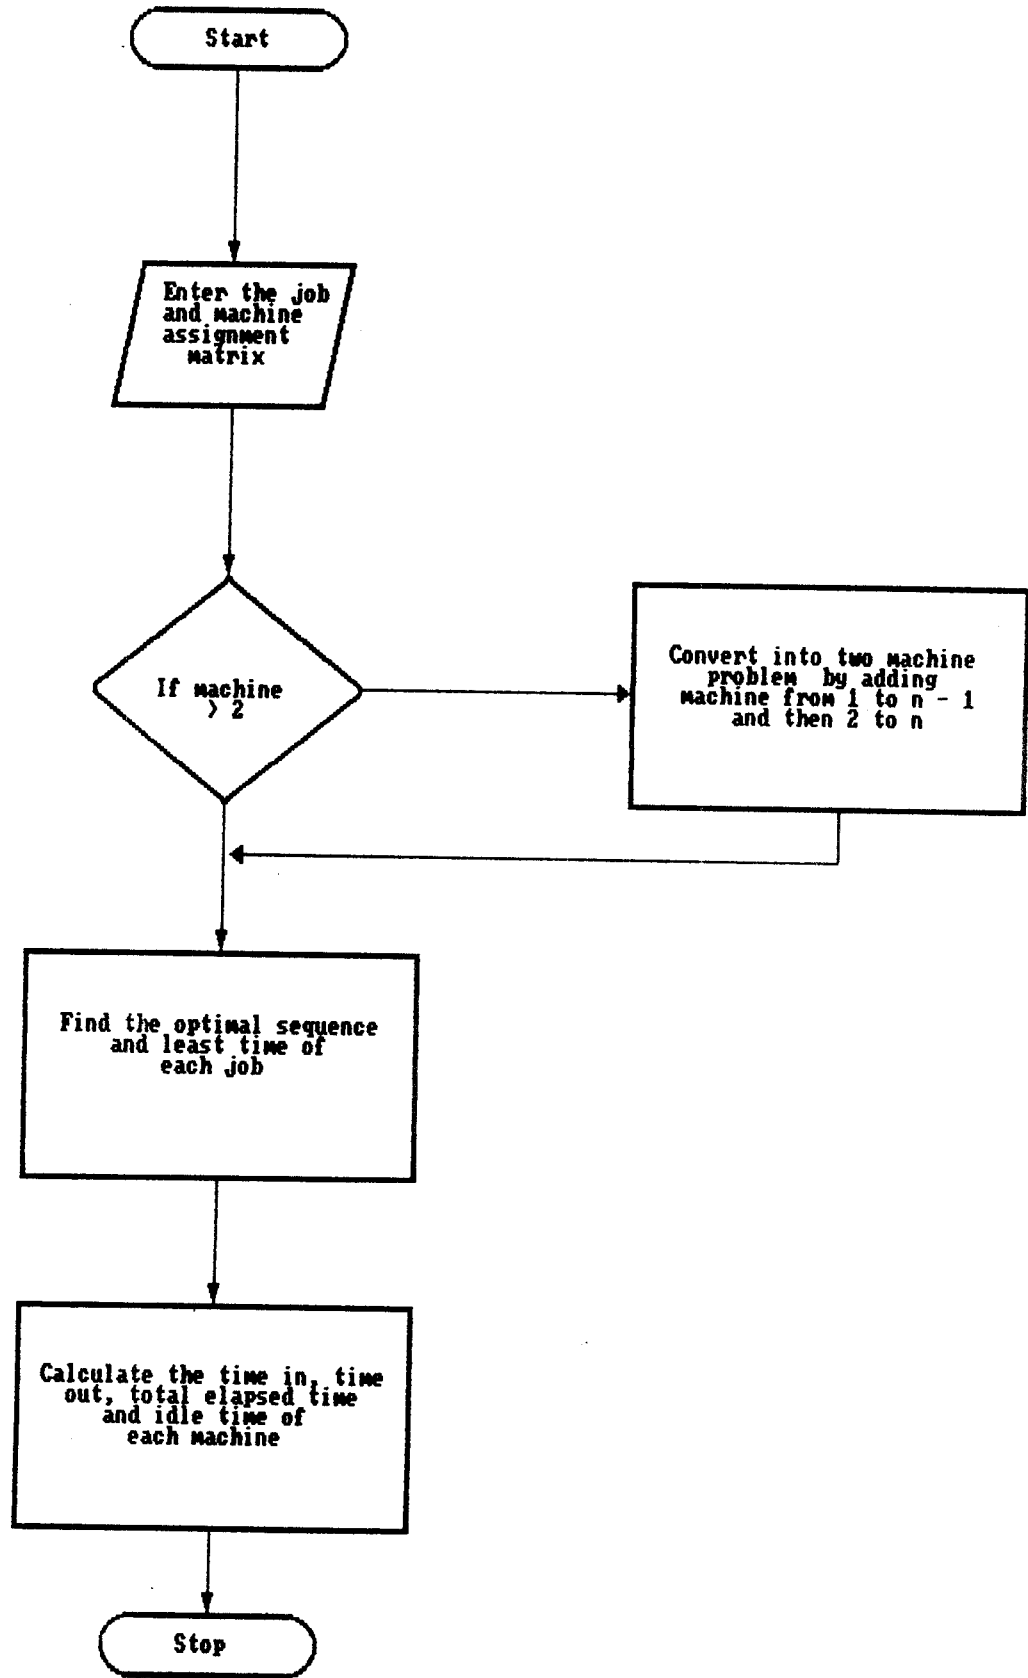 Start
Enter the job
and machine
assignment
matrix
If machine
> 2
Convert into two machine
problem by adding
machine from 1 to n - 1
and then 2 to n
Find the optimal sequence
and least time of
each job
Calculate the time in, time
out, total elapsed time
and idle time of
each machine
Stop